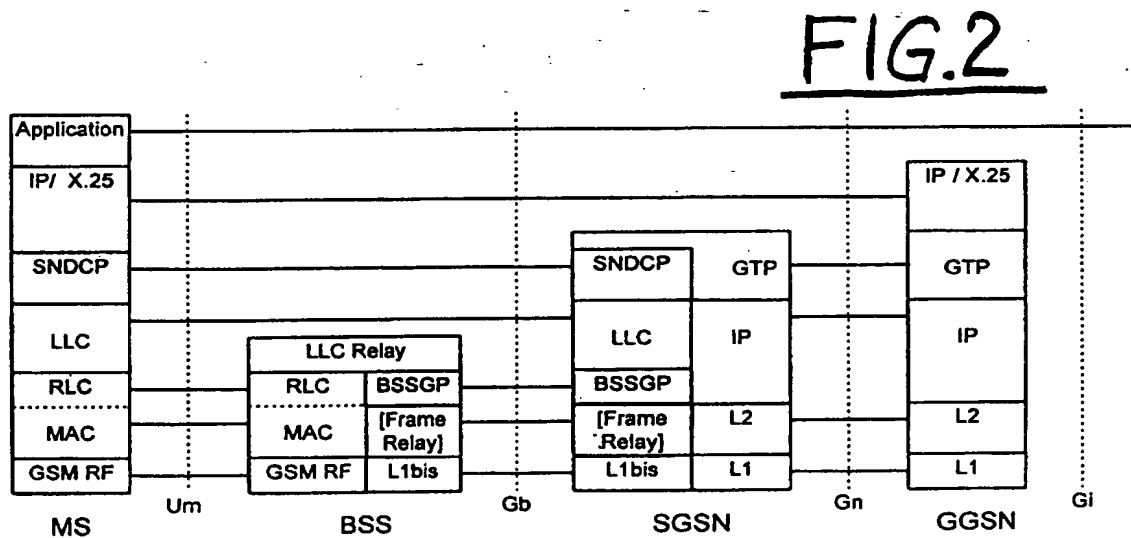 FIG.2
Application
IP/ X.25
IP / X.25
SNDCP
SNDCP
GTP
GTP
LLC
LLC Relay
LLC
IP
IP
RLC
RLC
BSSGP
BSSGP
MAC
MAC
[Frame
Relay]
[Frame
Relay]
L2
L2
GSM RF
GSM RF
L1bis
L1bis
L1
L1
Um
Gb
Gn
Gi
MS
BSS
SGSN
GGSN